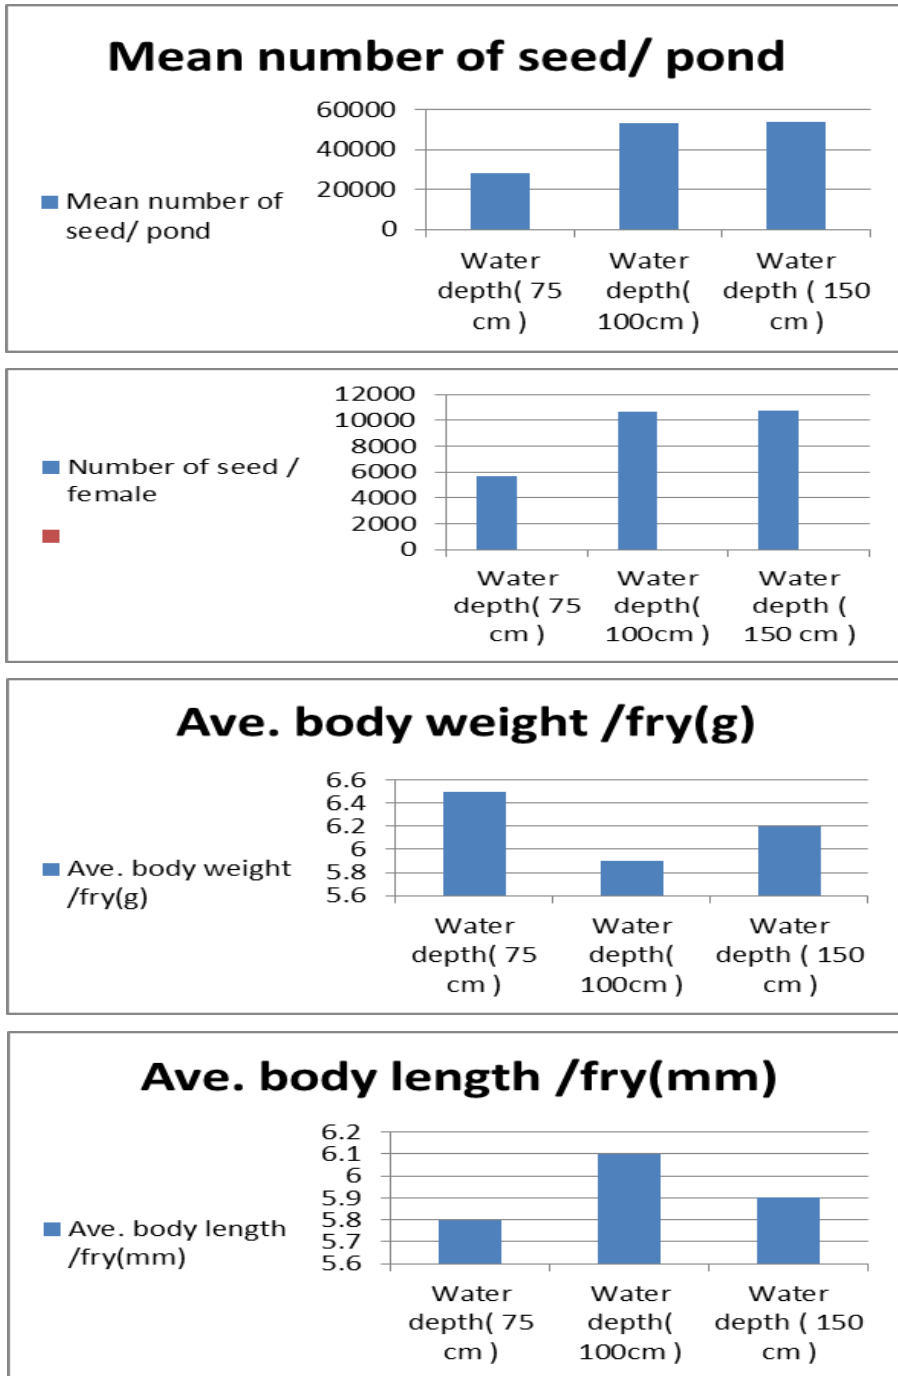 Mean number of seed/ pond
60000
40000
20000
0
Mean number of
seed/ pond
Water
depth( 75
cm )
Water
depth(
100cm )
Water
depth ( 150
cm )
12000
10000
8000
6000
4000
2000
0
Number of seed /
female
Water
depth( 75
cm )
Water
depth(
100cm )
Water
depth (
150 cm )
Ave. body weight /fry(g)
6.6
6.4
6.2
6
5.8
5.6
Ave. body weight
/fry(g)
Water
depth( 75
cm )
Water
depth(
100cm )
Water
depth ( 150
cm )
Ave. body length /fry(mm)
6.2
6.1
6
5.9
5.8
5.7
5.6
Ave. body length
/fry(mm)
Water
depth( 75
cm )
Water
depth(
100cm )
Water
depth ( 150
cm )